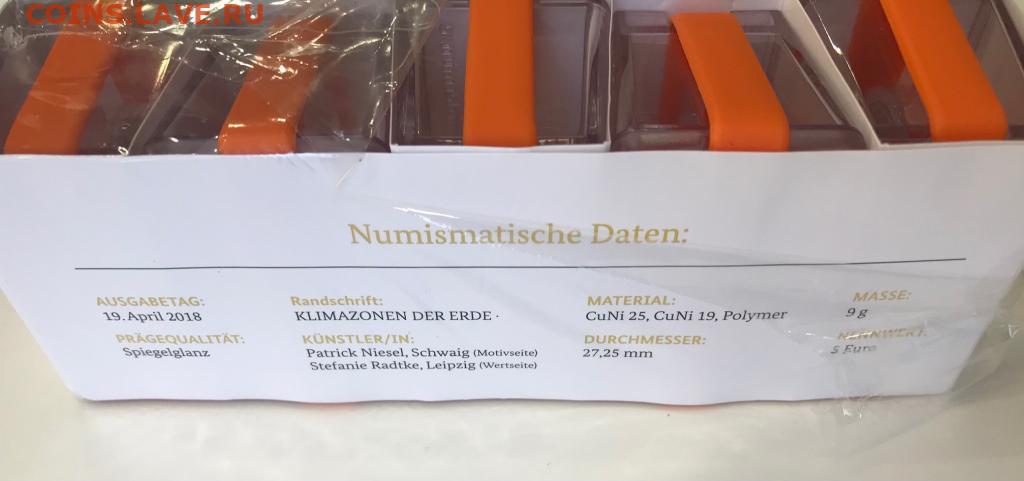 COINS.LAVE.RU
Numismatische Daten:
AUSGABETAG:
19. April 2018
PRÄGEQUALITÄT:
Spiegelglanz
Randschrift:
KLIMAZONEN DER ERDE ·
KÜNSTLER/IN:
Patrick Niesel, Schwaig (Motivseite)
Stefanie Radtke, Leipzig (Wertseite)
MATERIAL:
CuNi 25, CuNi 19, Polymer
DURCHMESSER:
27,25 mm
MASSE:
9 g
NENNWERT:
5 Euro